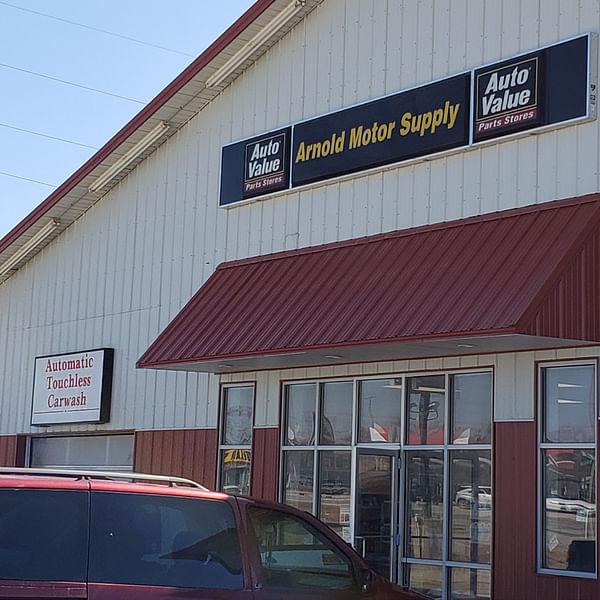 Auto
Value
Parts Stores
Arnold Motor Supply
Auto
Value
Parts Stores
Automatic
Touchless
Carwash